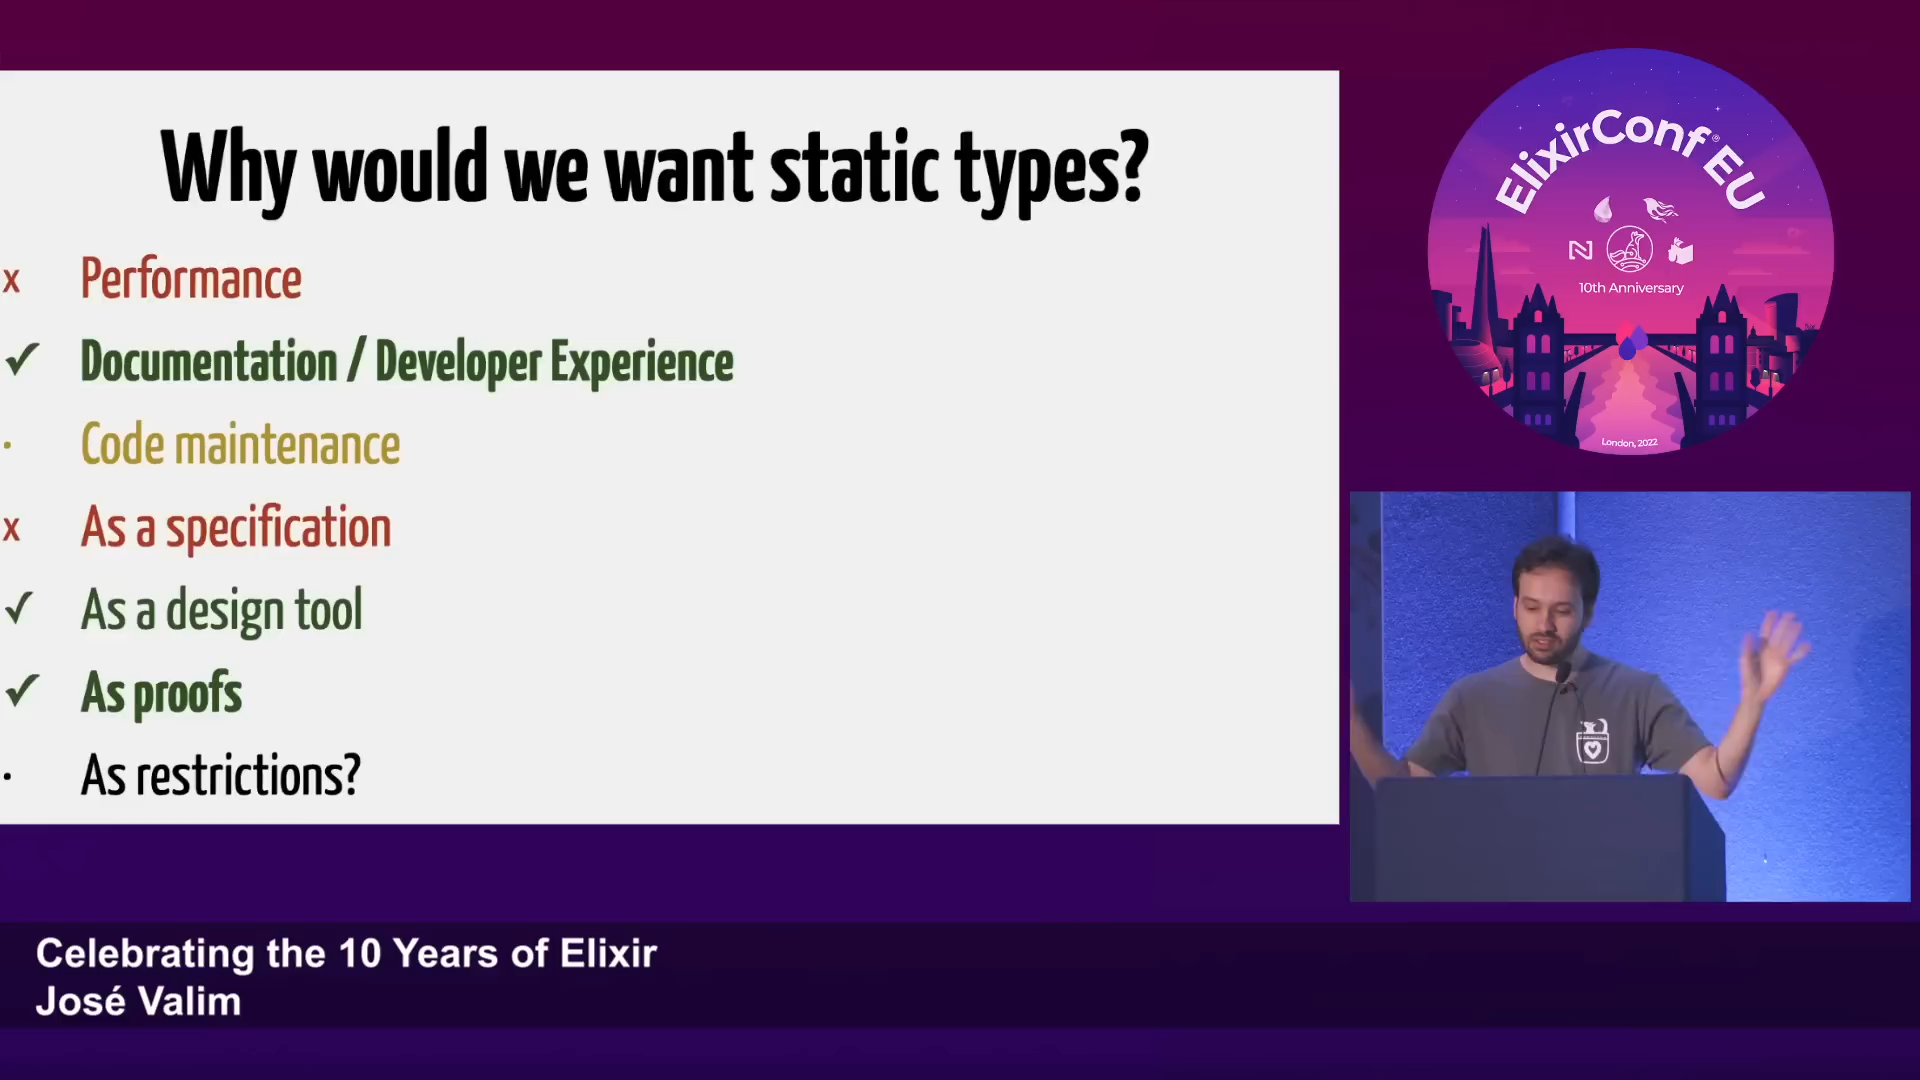 Why would we want static types?
x Performance
✓ Documentation / Developer Experience
· Code maintenance
x As a specification
✓ As a design tool
✓ As proofs
· As restrictions?
ElixirConf® EU
N
10th Anniversary
London, 2022
Celebrating the 10 Years of Elixir
José Valim